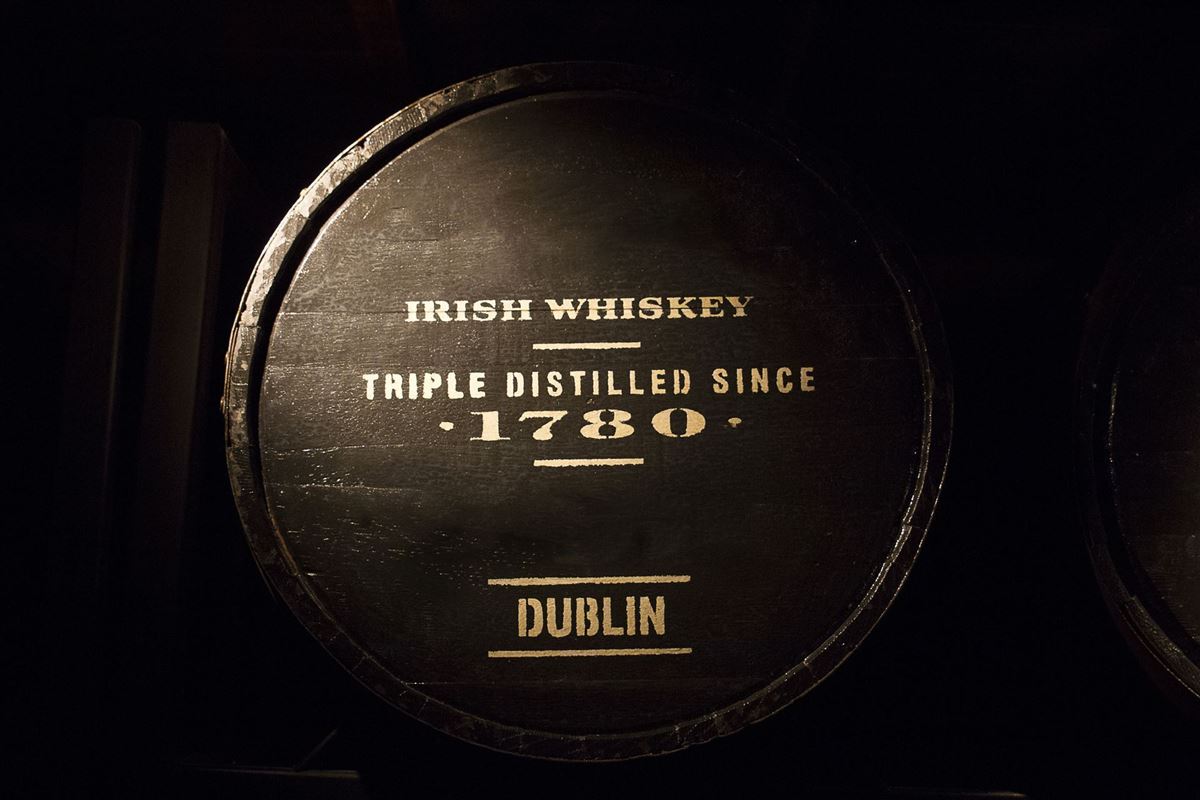 IRISH WHISKEY
TRIPLE DISTILLED SINCE
·1780·
DUBLIN